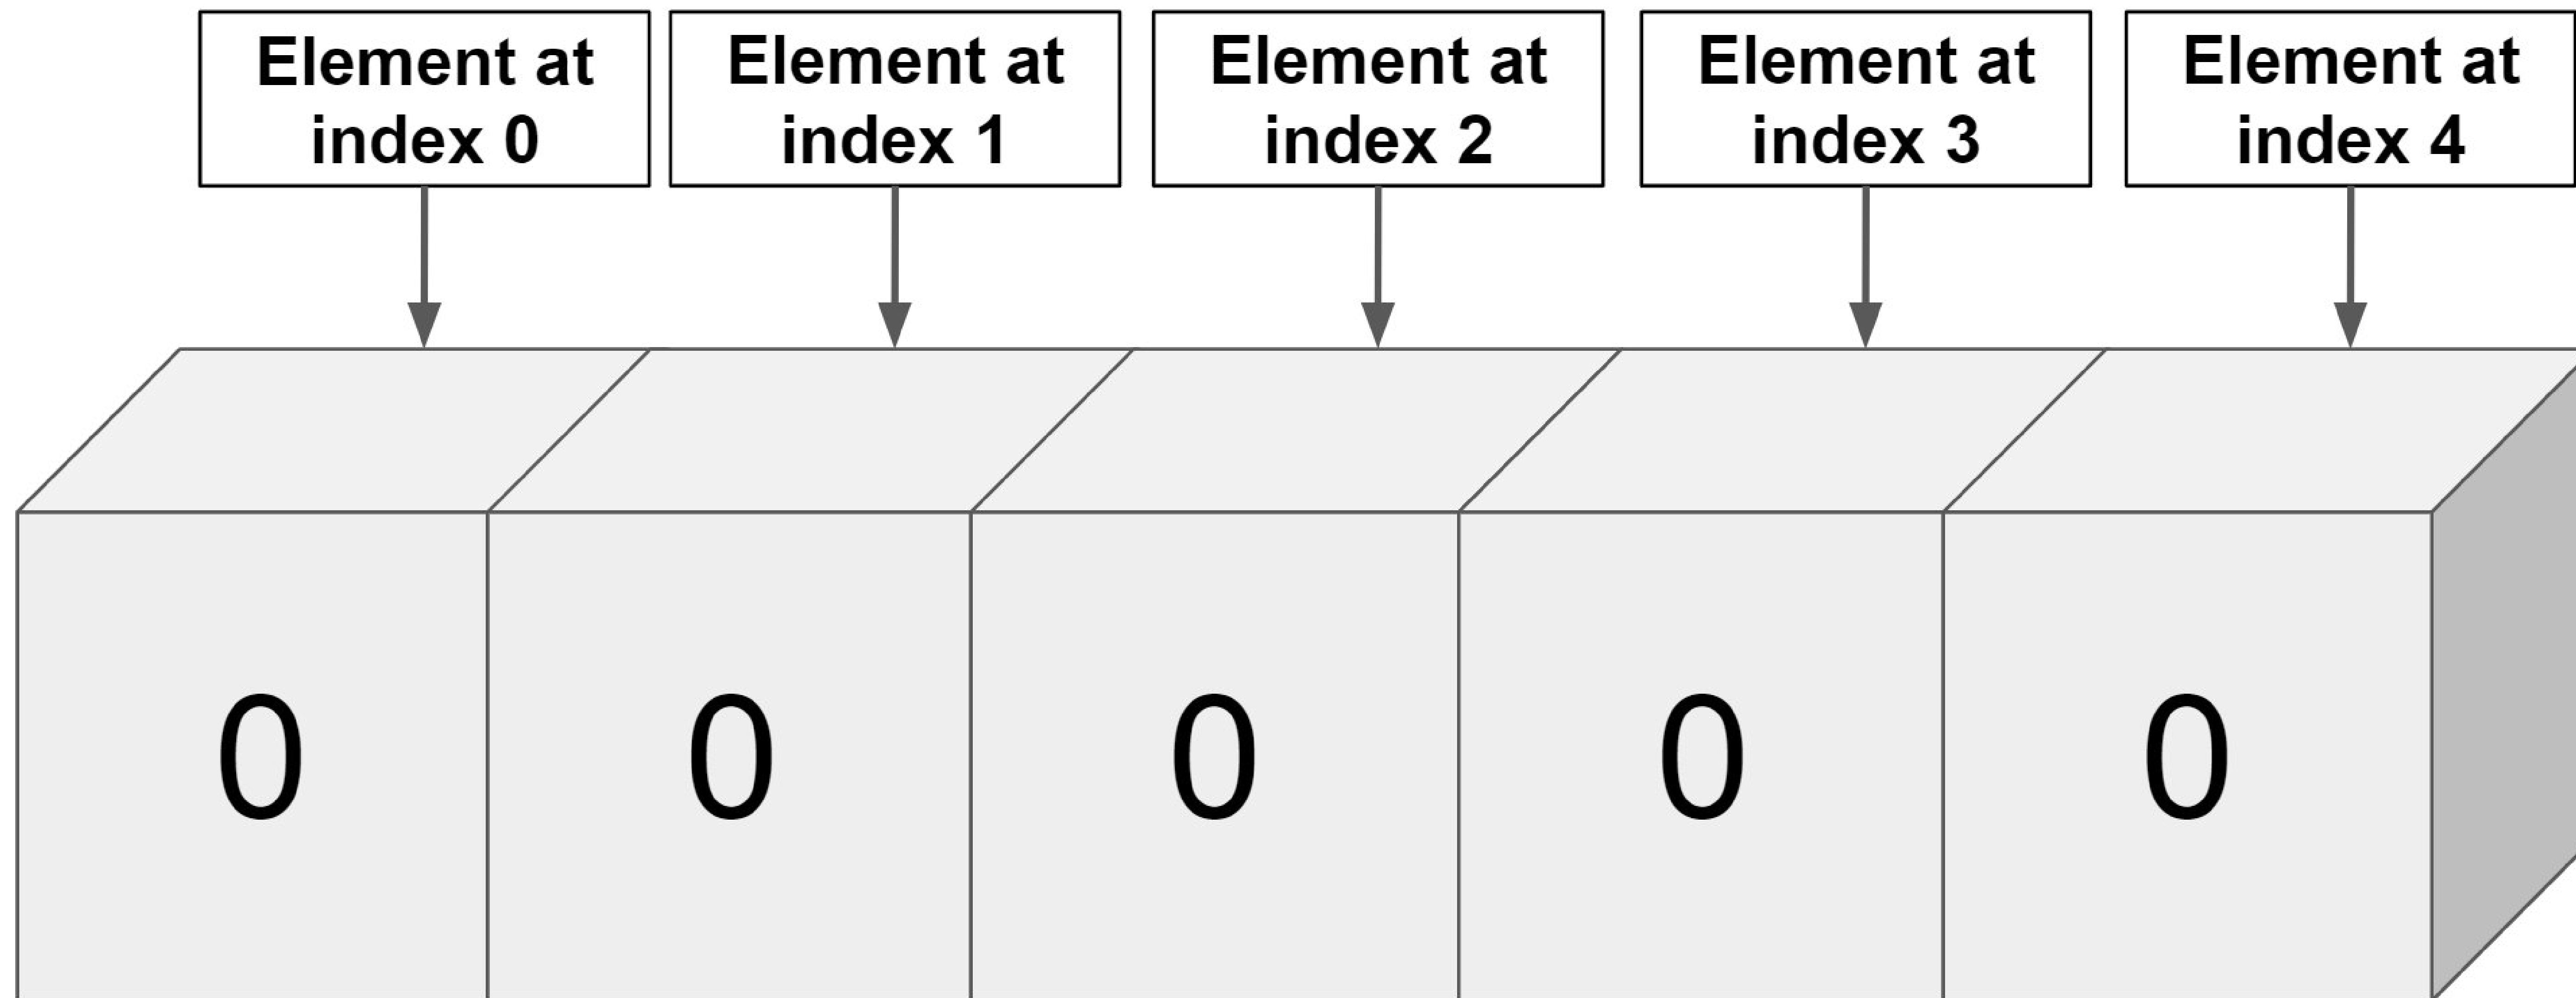 Element at
index 0
Element at
index 1
Element at
index 2
Element at
index 3
Element at
index 4
0
0
0
0
0